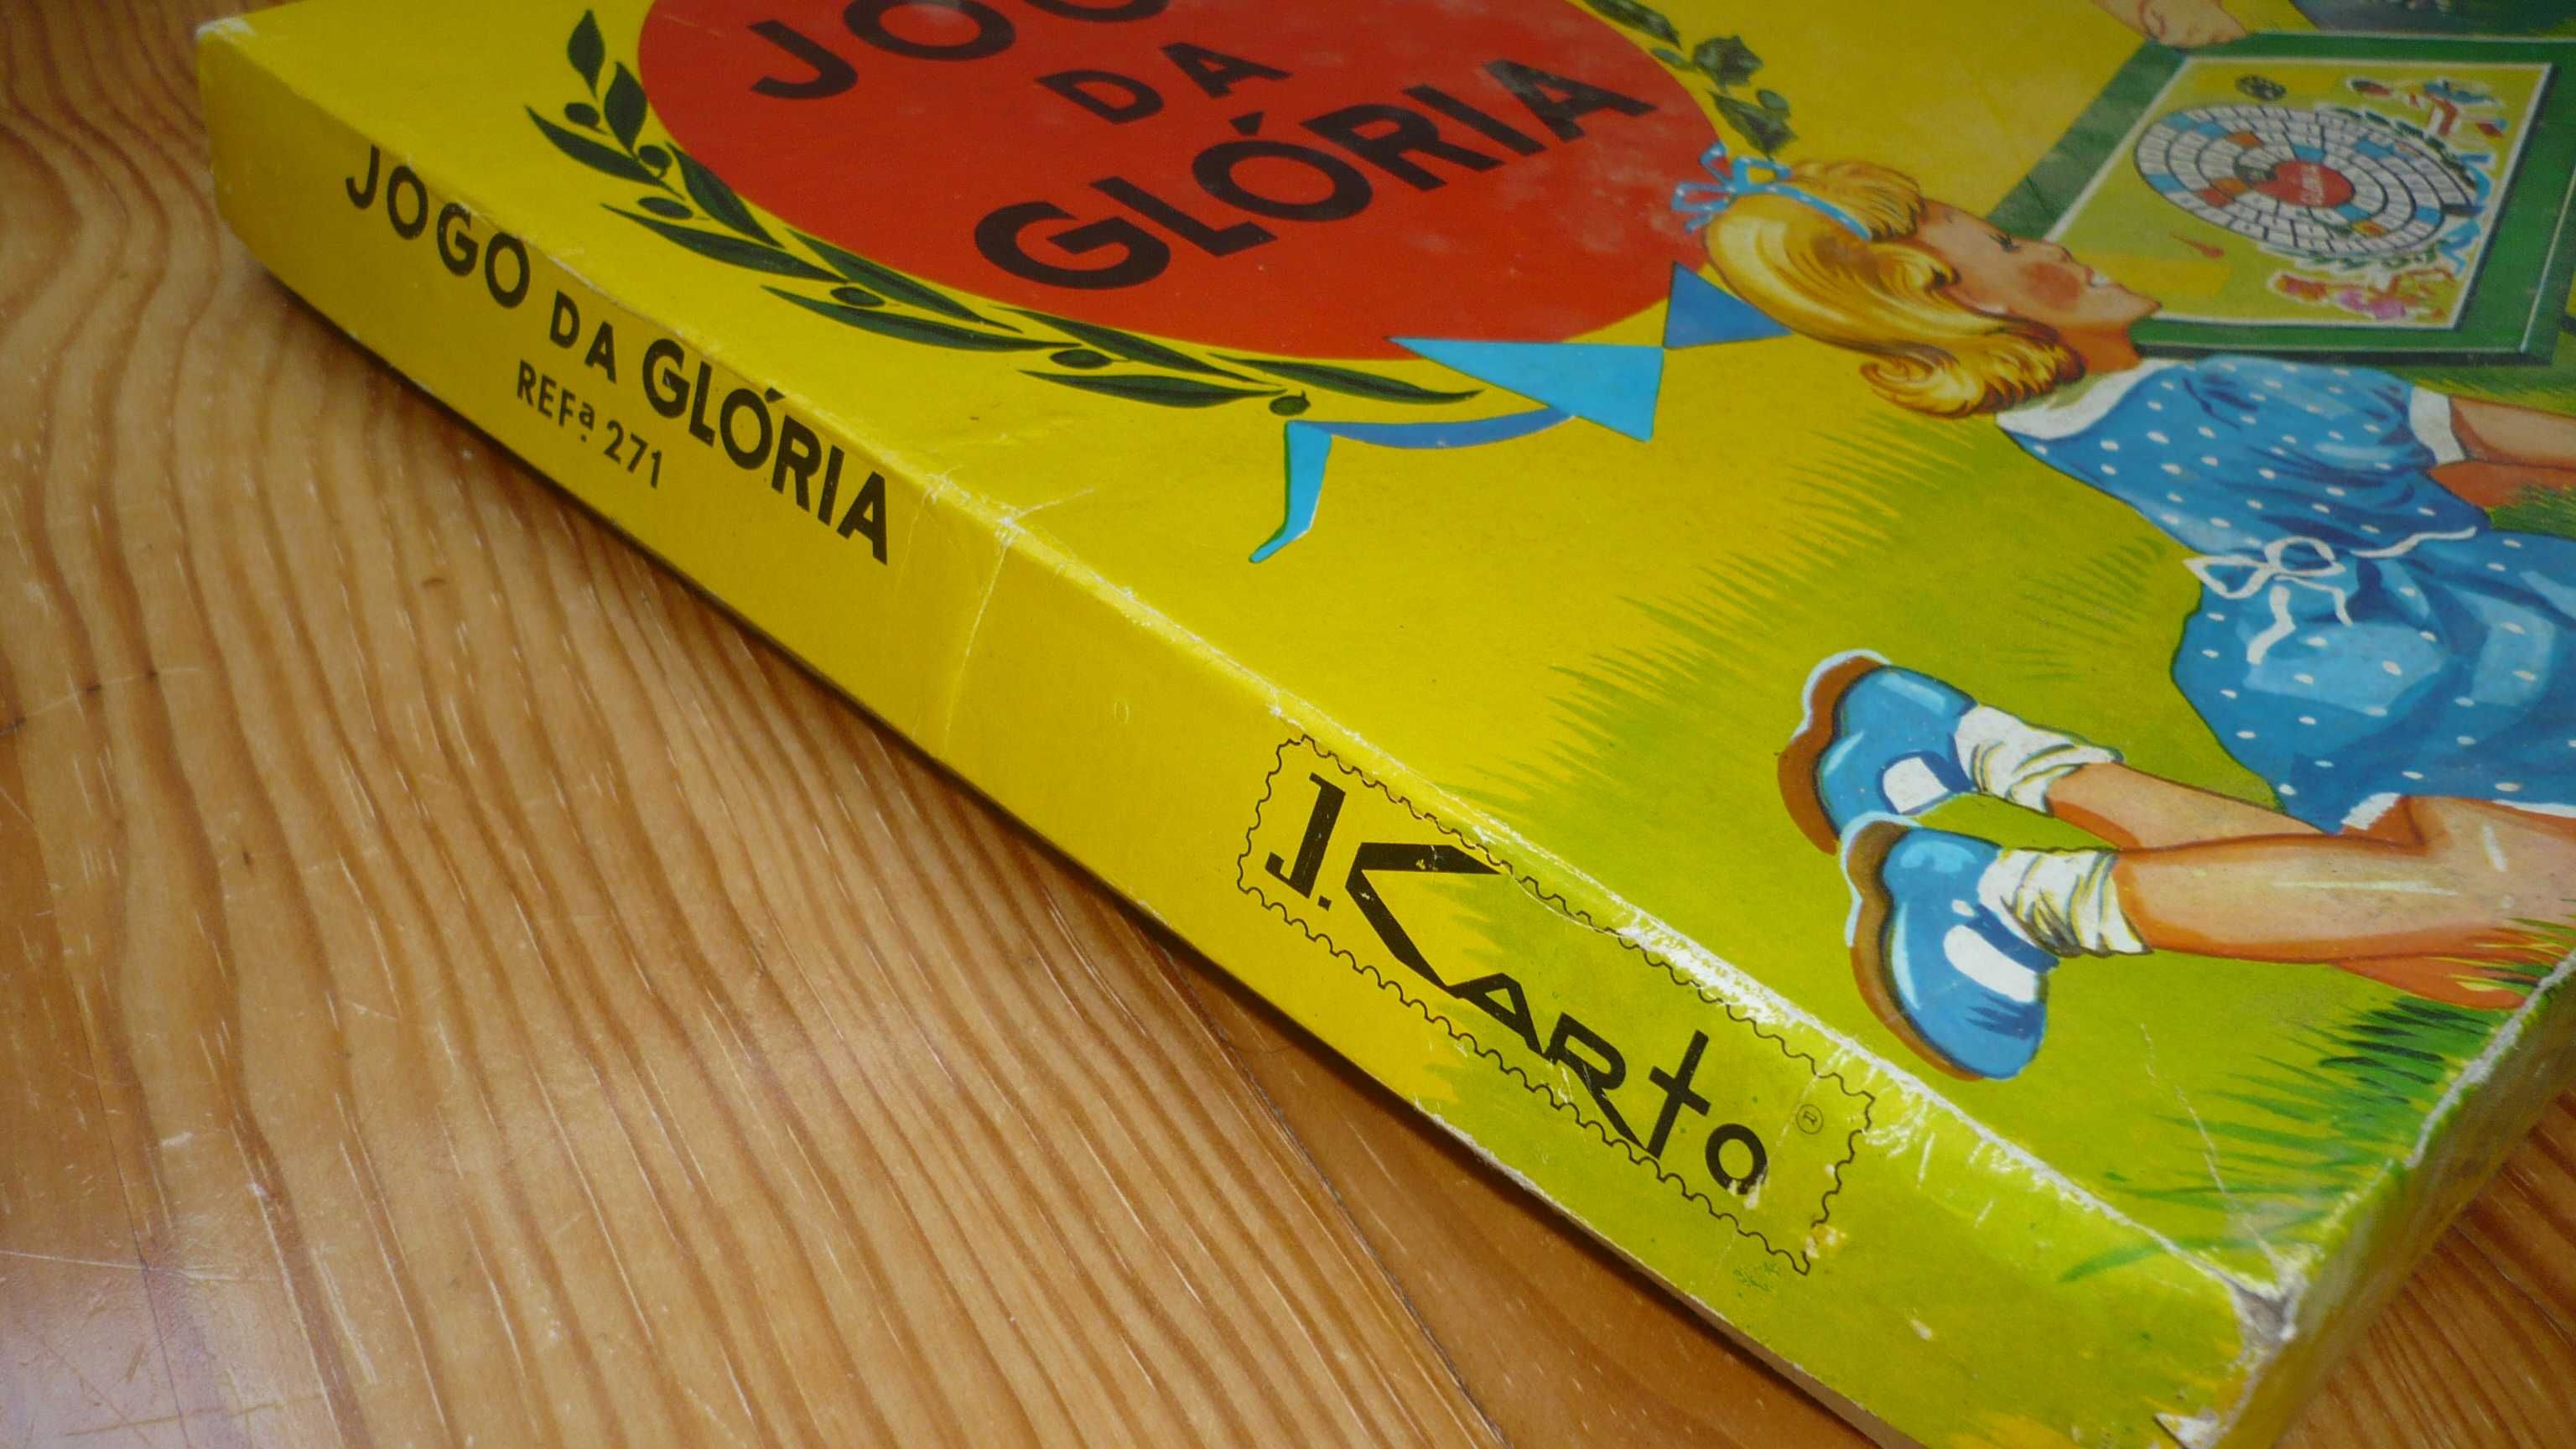 JOGO
DA
GLÓRIA
JOGO DA GLÓRIA
REFª. 271
J. KARTO ®